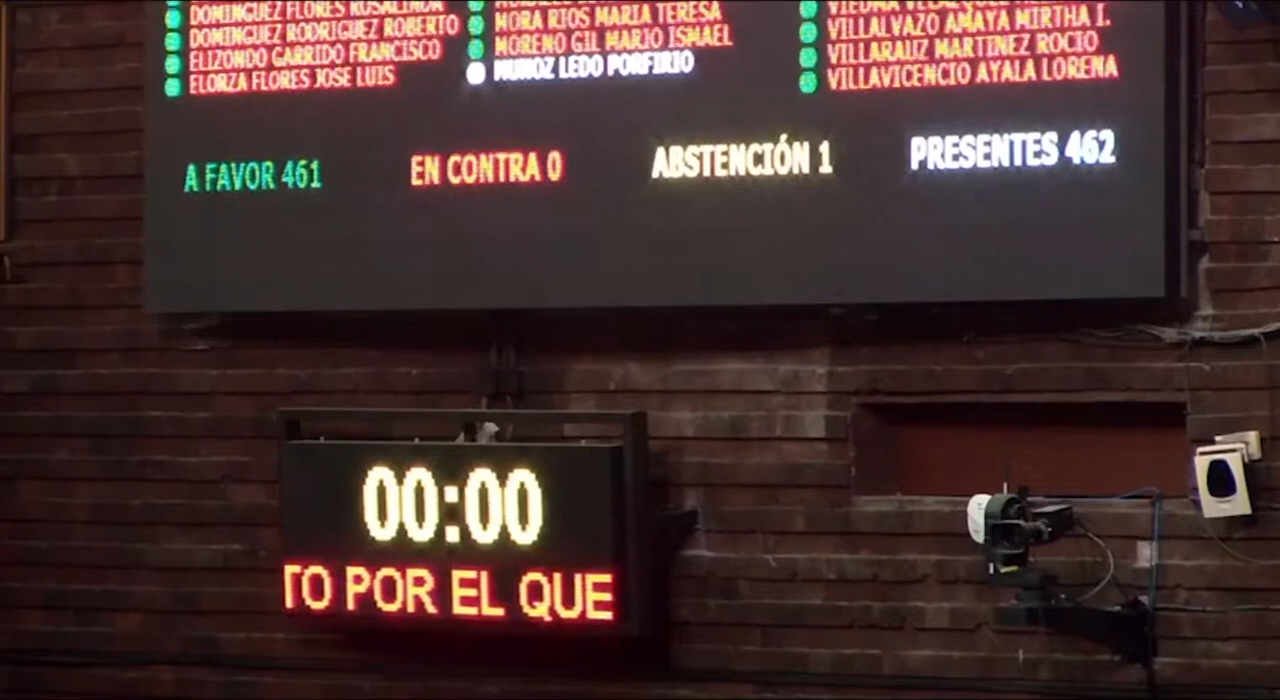 DOMINGUEZ FLORES ROSALINDA
DOMINGUEZ RODRIGUEZ ROBERTO
ELIZONDO GARRIDO FRANCISCO
ELORZA FLORES JOSE LUIS
MORA RIOS MARIA TERESA
MORENO GIL MARIO ISMAEL
MUÑOZ LEDO PORFIRIO
VILLALVAZO AMAYA MIRTHA I.
VILLARAUZ MARTINEZ ROCIO
VILLAVICENCIO AYALA LORENA
A FAVOR 461
EN CONTRA 0
ABSTENCIÓN 1
PRESENTES 462
00:00
TO POR EL QUE